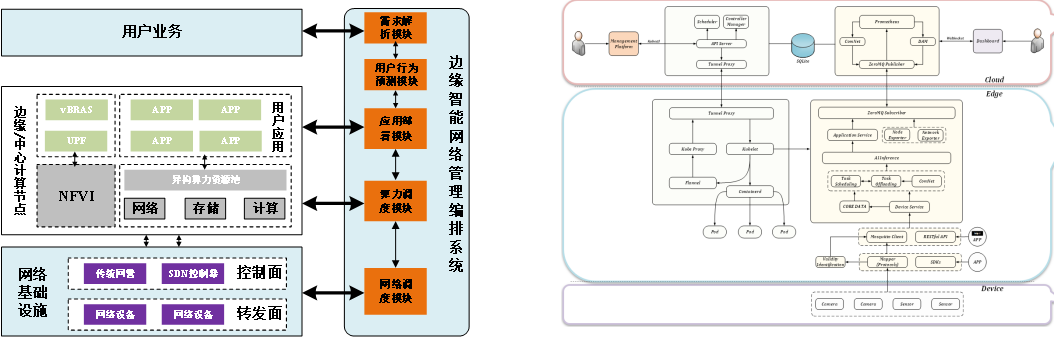 用户业务
边缘/中心计算节点
vBRAS
UPF
NFVI
APP
APP
APP
APP
用户应用
异构算力资源池
网络
存储
计算
网络
基础
设施
传统网管
SDN控制器
控制面
网络设备
网络设备
转发面
需求解
析模块
用户行为
预测模块
应用部
署模块
算力调
度模块
网络调
度模块
边缘智能网络管理编排系统
Management
Platform
Scheduler
Controller
Manager
API Server
Tunnel Proxy
SQLite
Prometheus
CoreNet
DAM
ZeroMQ Publisher
Dashboard
Cloud
Edge
Tunnel Proxy
Kube Proxy
Kubelet
Flannel
Containerd
Pod
Pod
Pod
ZeroMQ Subscriber
Application Service
Node
Exporter
Network
Exporter
AI Inference
Task
Scheduling
Task
Offloading
CoreNet
CORE DATA
Device Service
Mosquitto Client
RESTful API
APP
Validity
Identification
Mapper
(Protocols)
SDKs
APP
Device
Camera
Camera
Sensor
Sensor